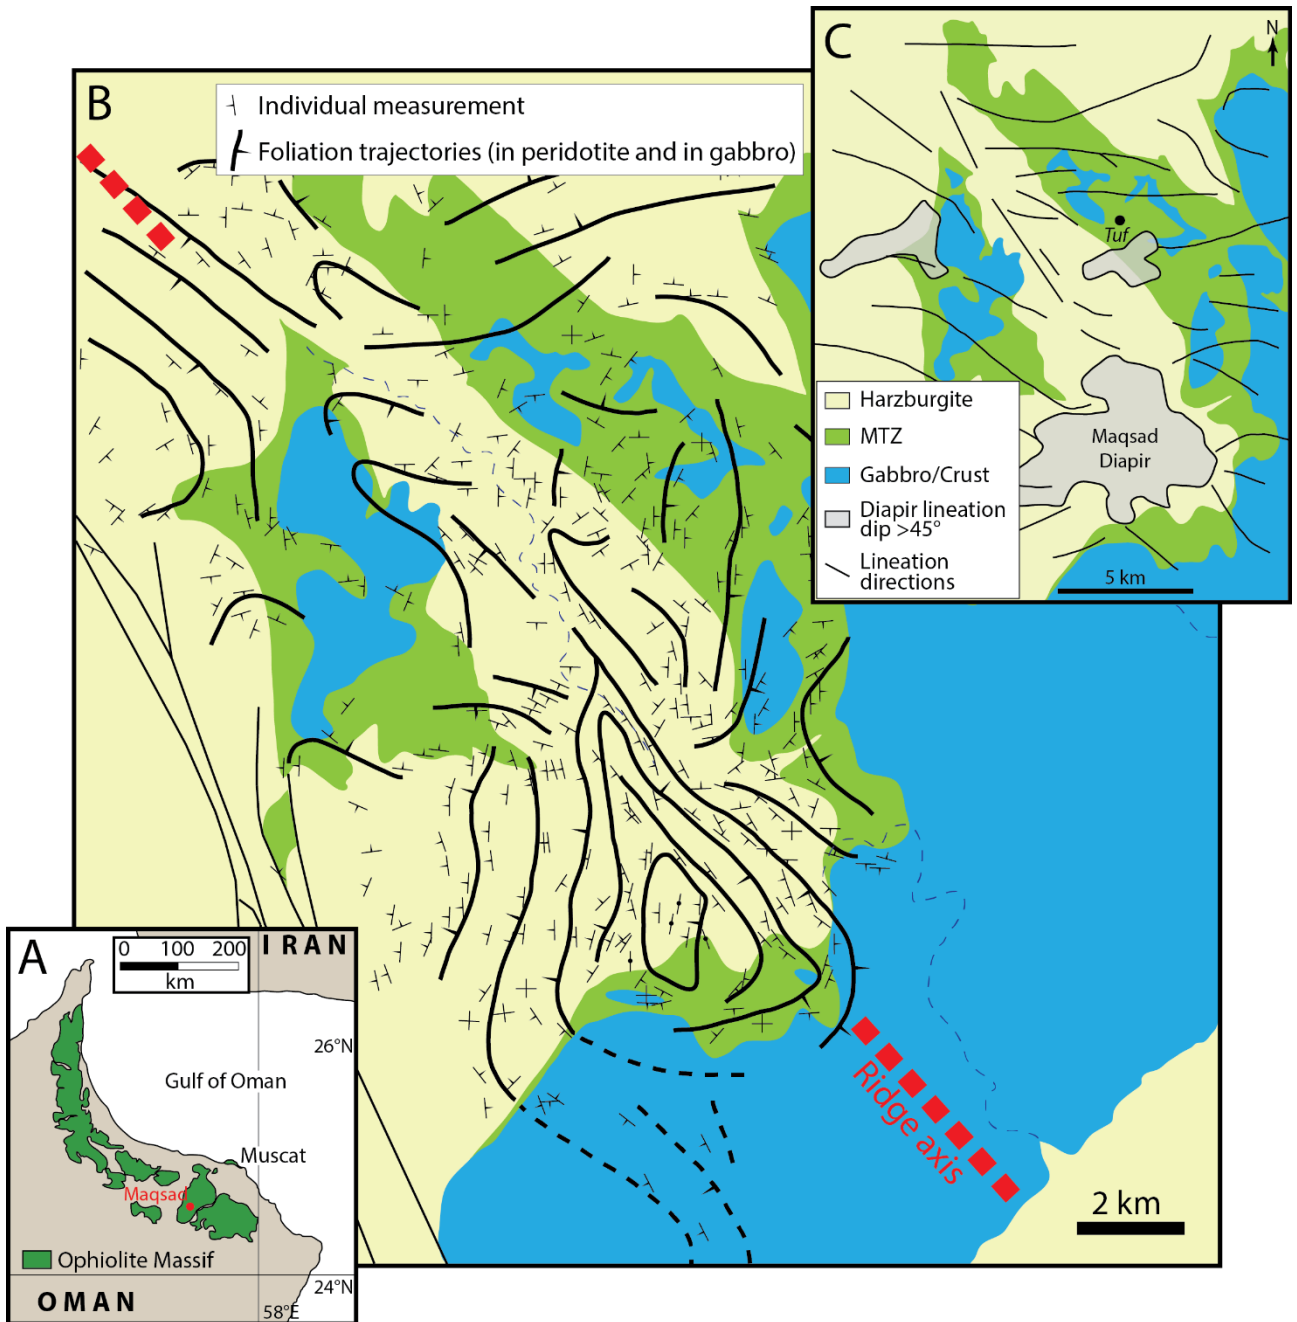 B
Individual measurement
Foliation trajectories (in peridotite and in gabbro)
Ridge axis
2 km
C
N
Tuf
Maqsad
Diapir
Harzburgite
MTZ
Gabbro/Crust
Diapir lineation
dip >45°
Lineation
directions
5 km
A
0 100 200
km
IRAN
26°N
Gulf of Oman
Muscat
Maqsad
Ophiolite Massif
24°N
OMAN
58°E